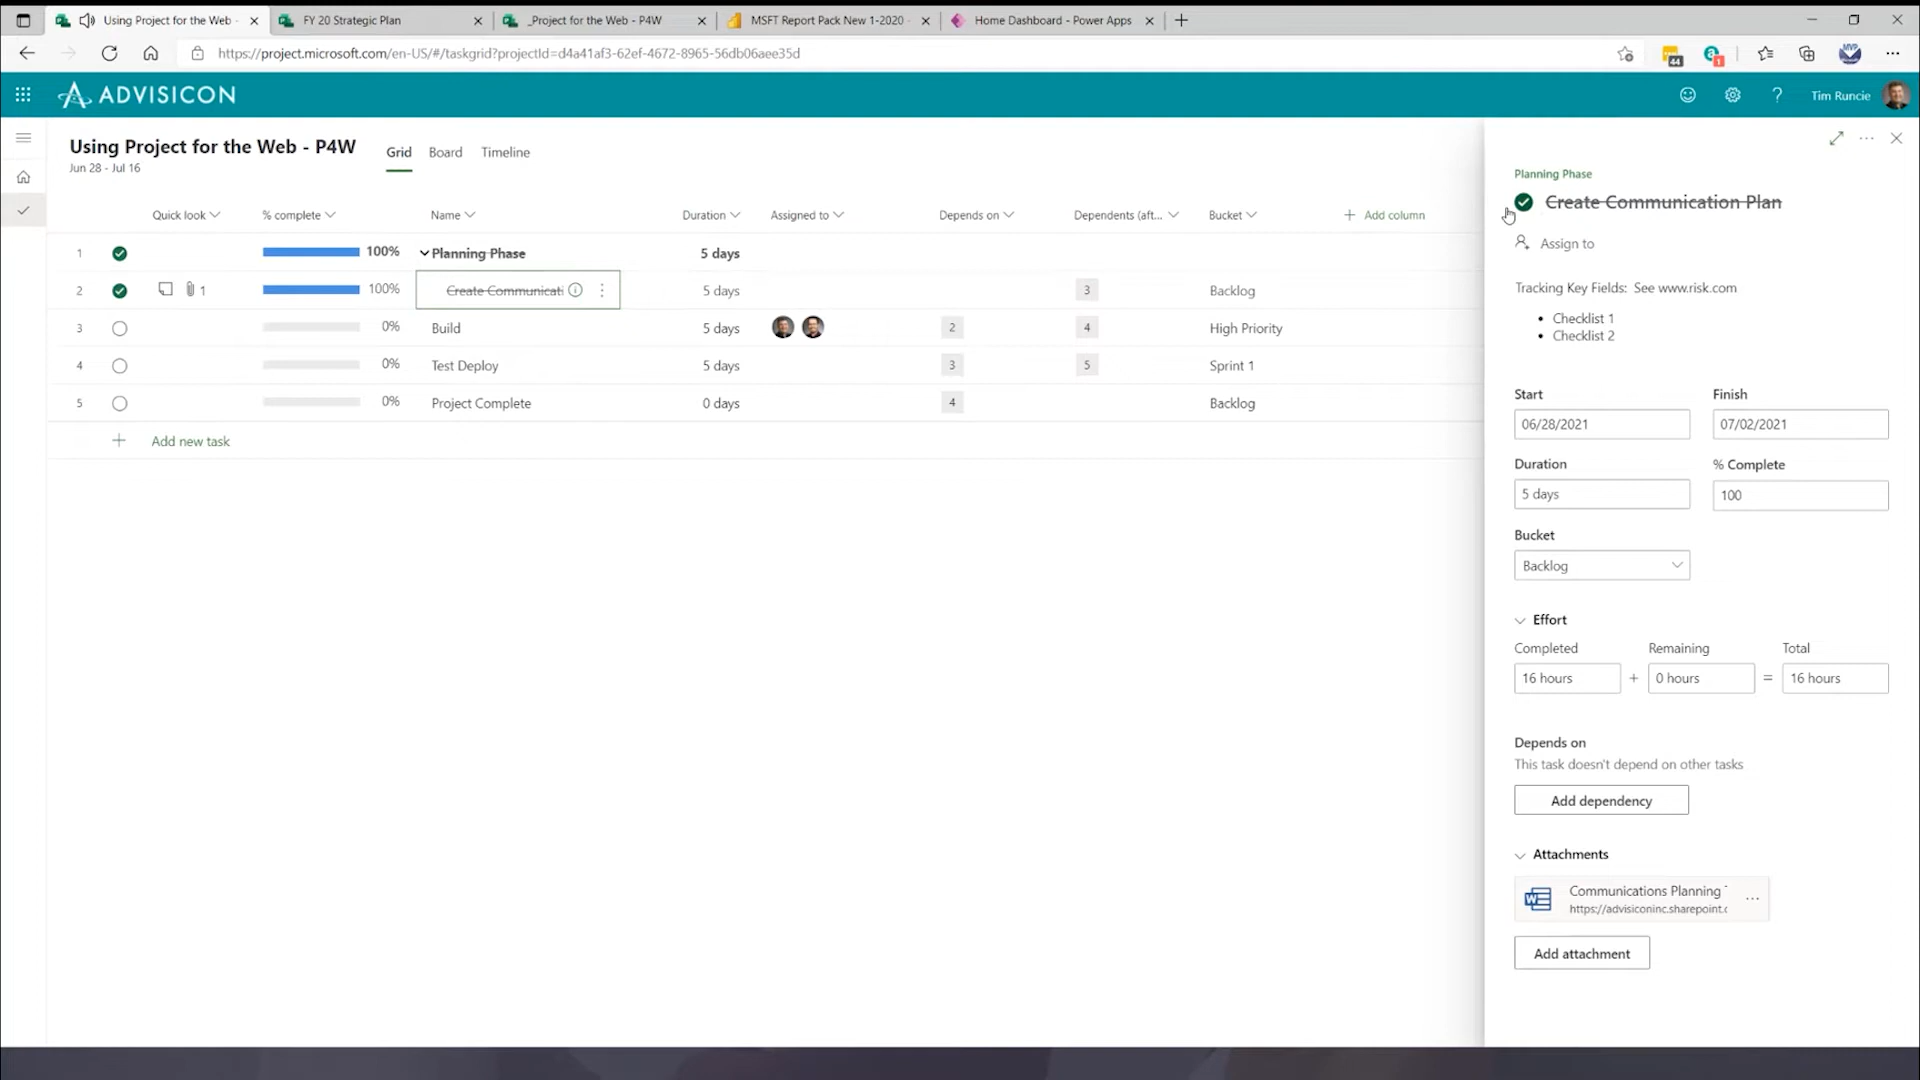 Using Project for the Web -
FY 20 Strategic Plan
_Project for the Web - P4W
MSFT Report Pack New 1-2020
Home Dashboard - Power Apps
https://project.microsoft.com/en-US/#/taskgrid?projectId=d4a41af3-62ef-4672-8965-56db06aee35d
44
1
MVP
ADVISICON
? Tim Runcie
Using Project for the Web - P4W
Jun 28 - Jul 16
Grid Board Timeline
Quick look % complete Name Duration Assigned to Depends on Dependents (aft... Bucket + Add column
1 100% Planning Phase 5 days
2 1 100% Create Communicati 5 days 3 Backlog
3 0% Build 5 days 2 4 High Priority
4 0% Test Deploy 5 days 3 5 Sprint 1
5 0% Project Complete 0 days 4 Backlog
+ Add new task
Planning Phase
Create Communication Plan
Assign to
Tracking Key Fields: See www.risk.com
• Checklist 1
• Checklist 2
Start Finish
06/28/2021 07/02/2021
Duration % Complete
5 days 100
Bucket
Backlog
Effort
Completed Remaining Total
16 hours + 0 hours = 16 hours
Depends on
This task doesn't depend on other tasks
Add dependency
Attachments
Communications Planning
https://advisiconinc.sharepoint.c
Add attachment